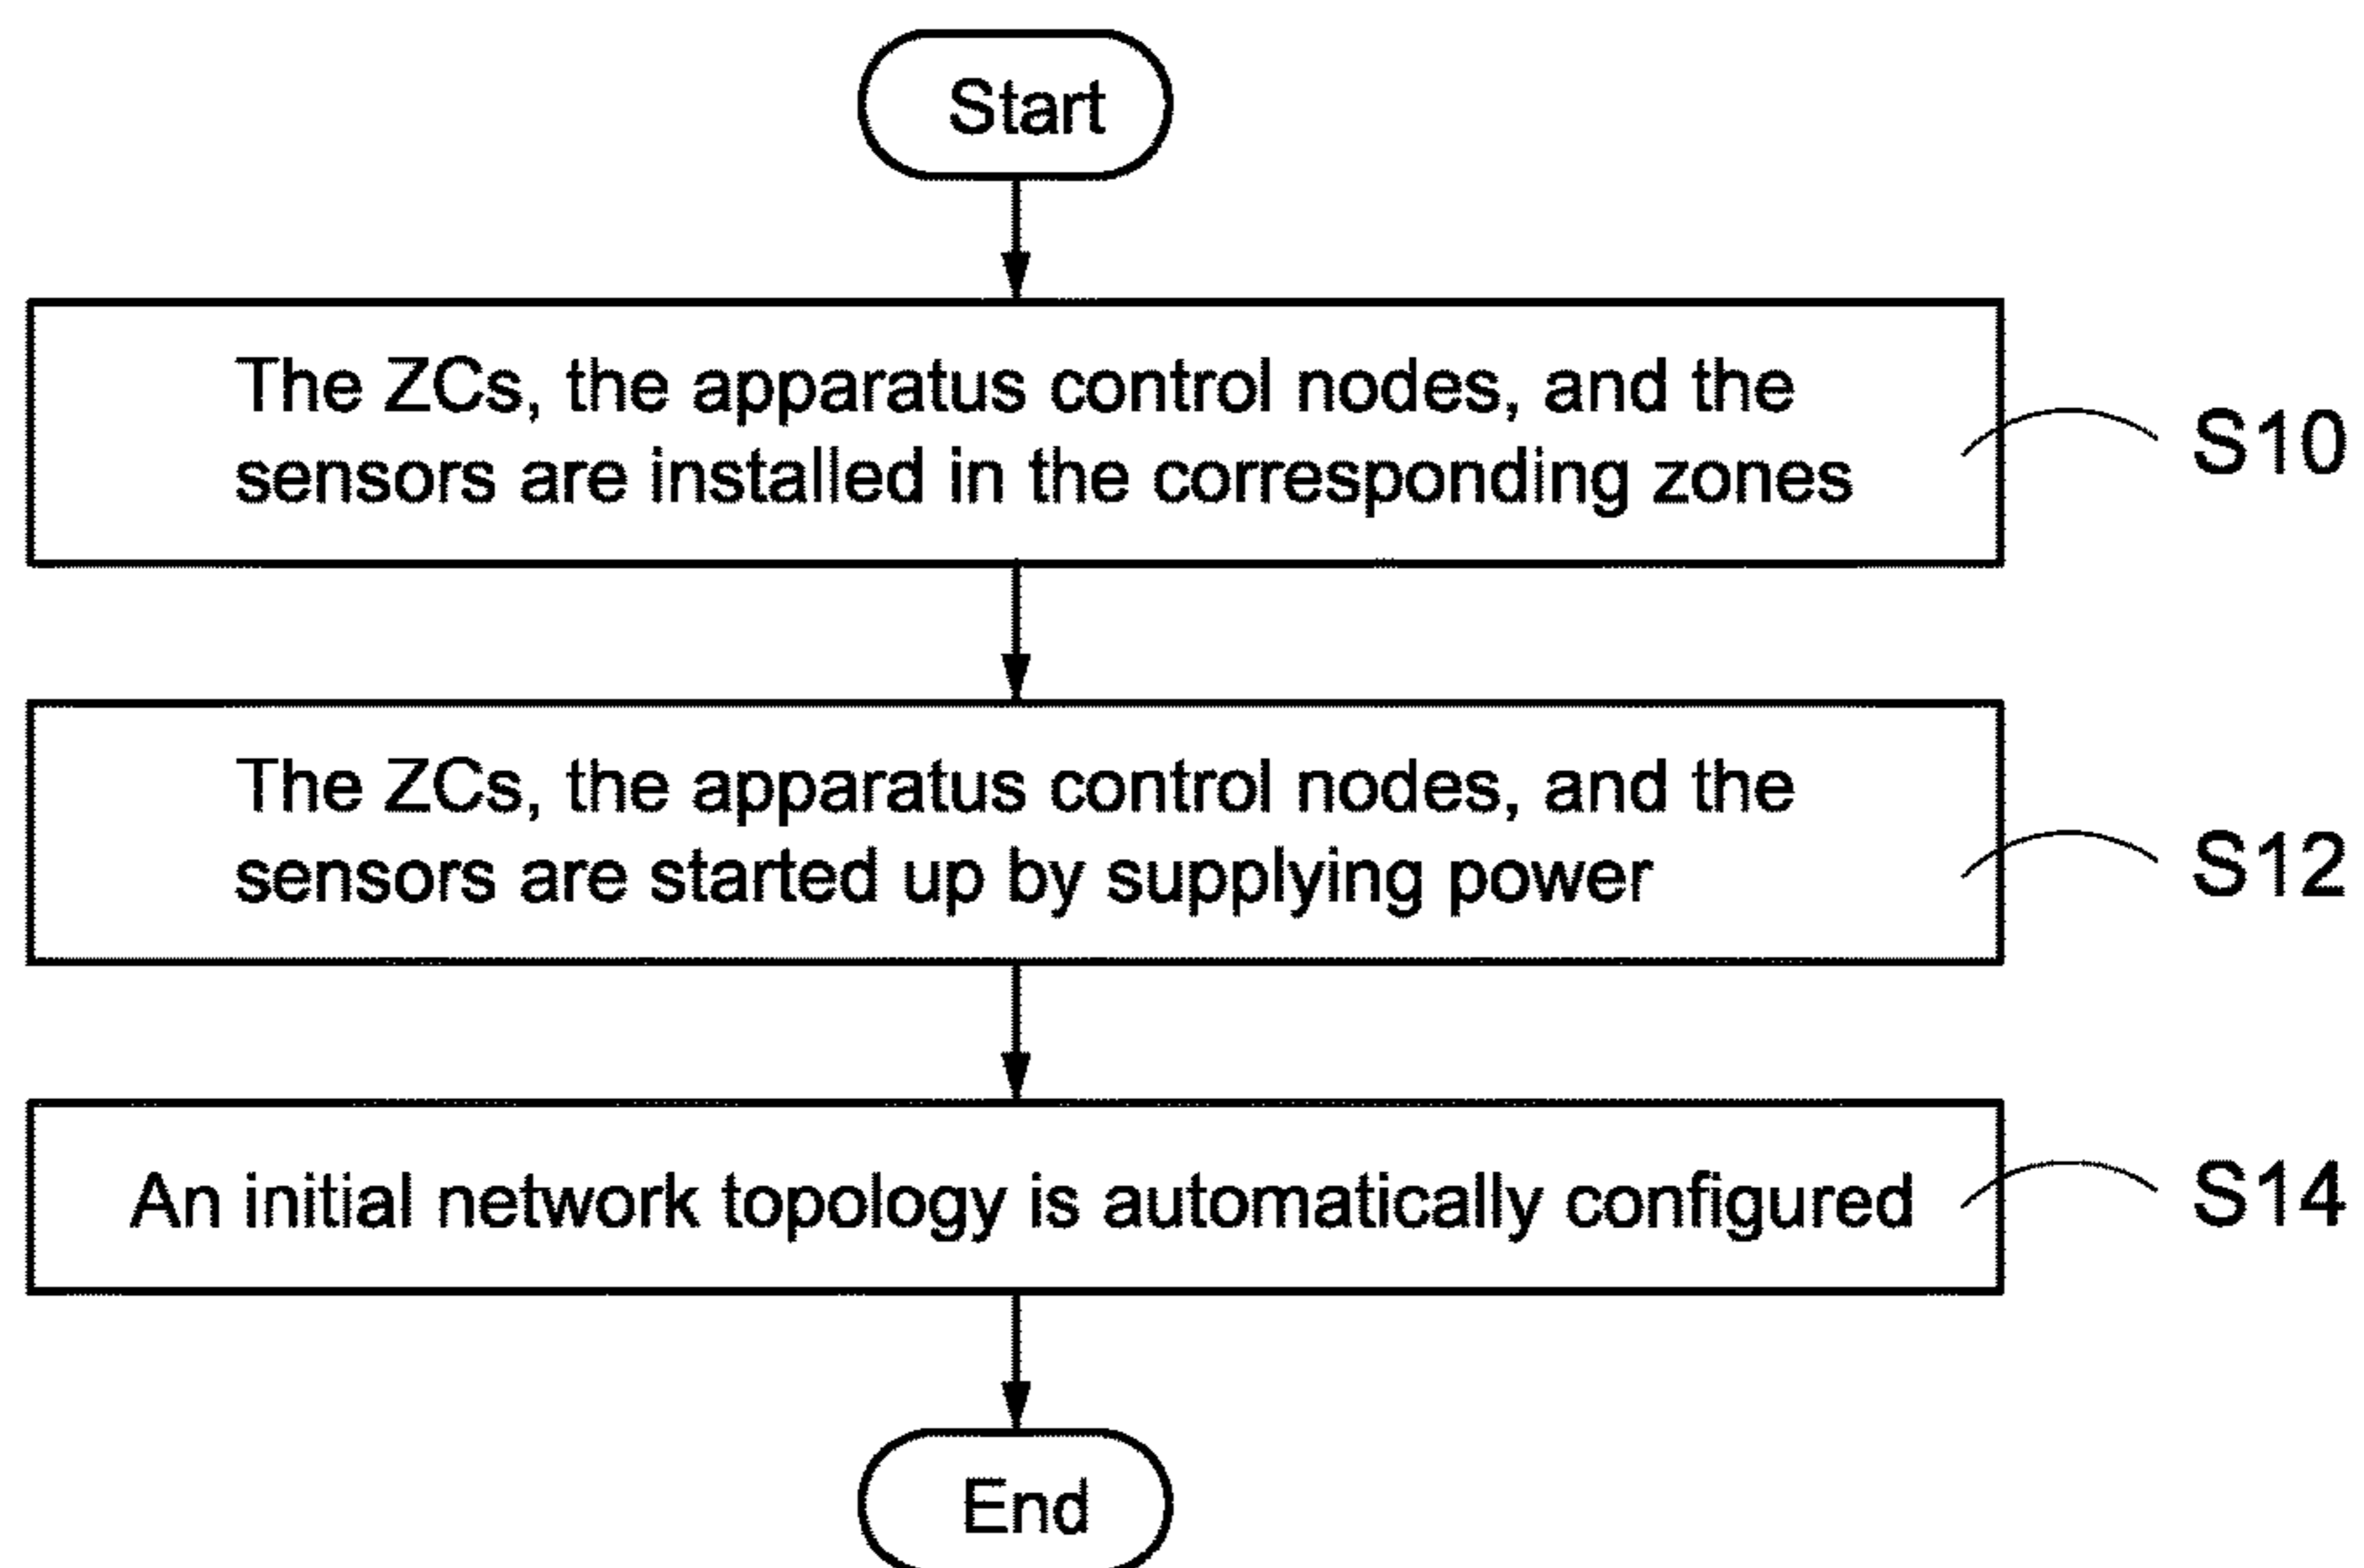 Start
The ZCs, the apparatus control nodes, and the
sensors are installed in the corresponding zones
S10
The ZCs, the apparatus control nodes, and the
sensors are started up by supplying power
S12
An initial network topology is automatically configured
S14
End